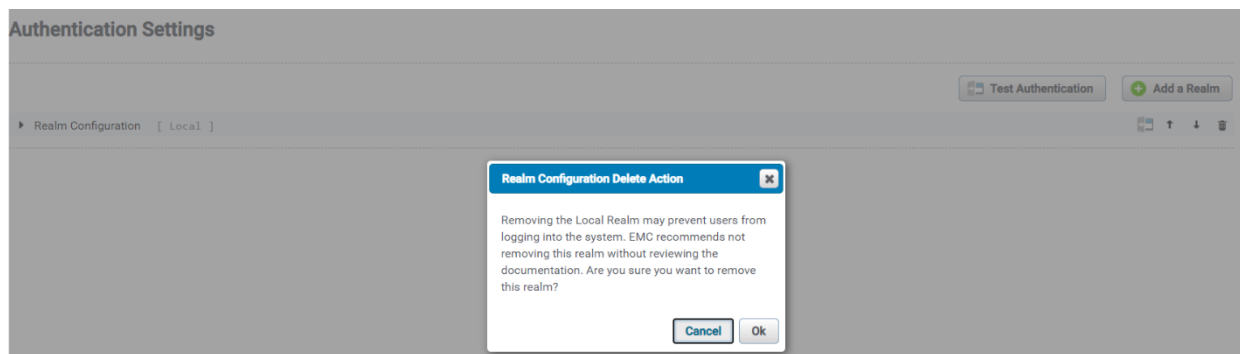 Authentication Settings
Test Authentication
Add a Realm
Realm Configuration [ Local ]
Realm Configuration Delete Action
Removing the Local Realm may prevent users from
logging into the system. EMC recommends not
removing this realm without reviewing the
documentation. Are you sure you want to remove
this realm?
Cancel
Ok